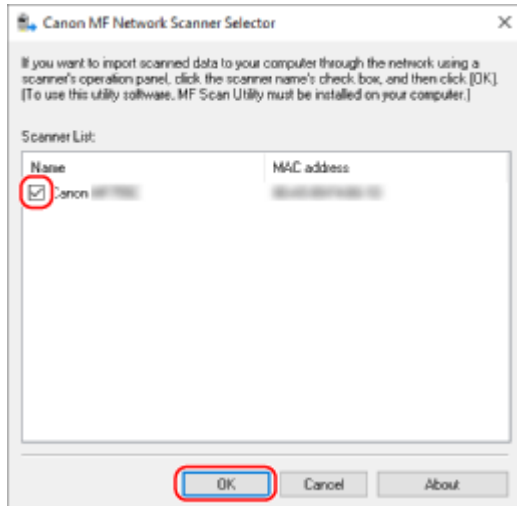 Canon MF Network Scanner Selector
If you want to import scanned data to your computer through the network using a
scanner's operation panel, click the scanner name's check box, and then click [OK].
(To use this utility software, MF Scan Utility must be installed on your computer.)
Scanner List:
Name MAC address
Canon
OK Cancel About